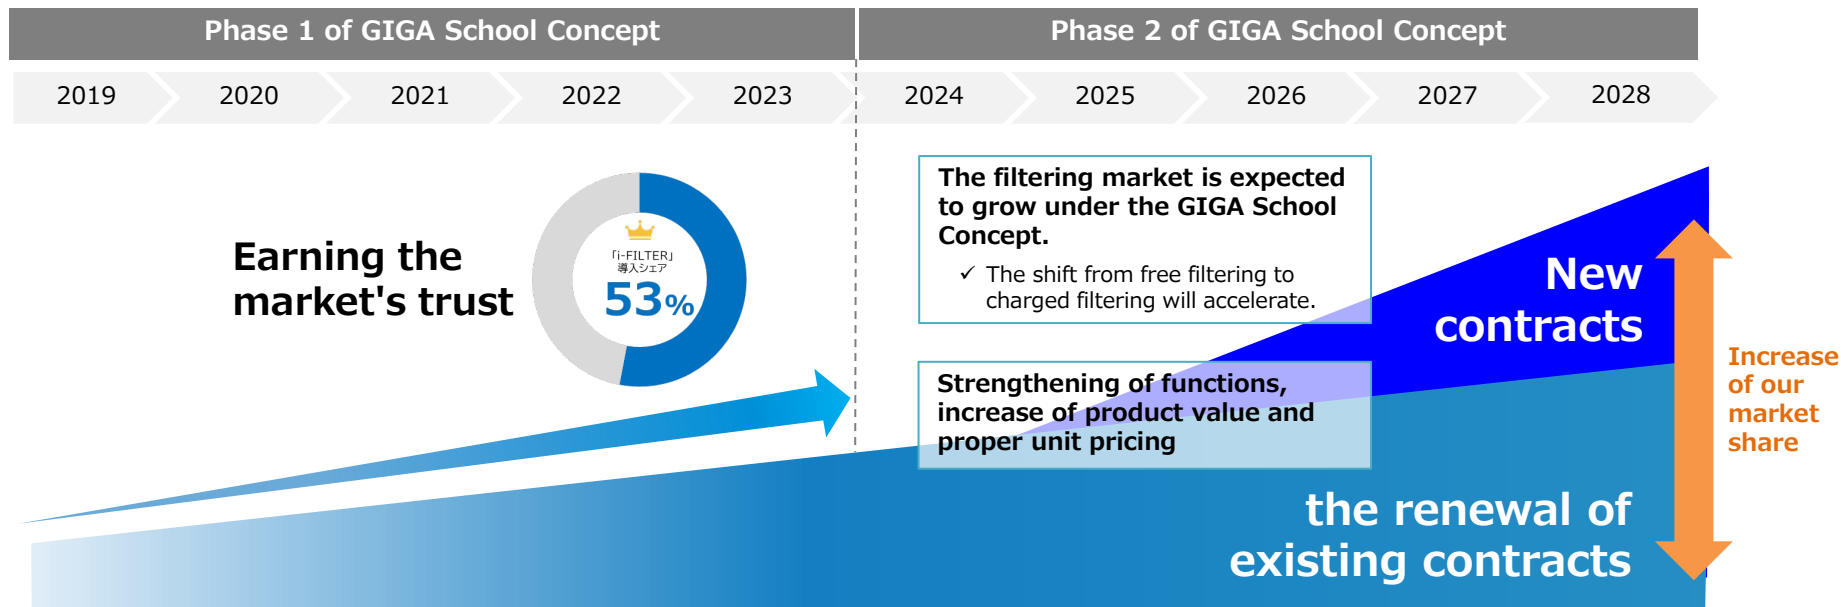 Phase 1 of GIGA School Concept
Phase 2 of GIGA School Concept
2019
2020
2021
2022
2023
2024
2025
2026
2027
2028
Earning the
market's trust
「i-FILTER」
導入シェア
53%
The filtering market is expected
to grow under the GIGA School
Concept.
✓ The shift from free filtering to
charged filtering will accelerate.
Strengthening of functions,
increase of product value and
proper unit pricing
New
contracts
the renewal of
existing contracts
Increase
of our
market
share